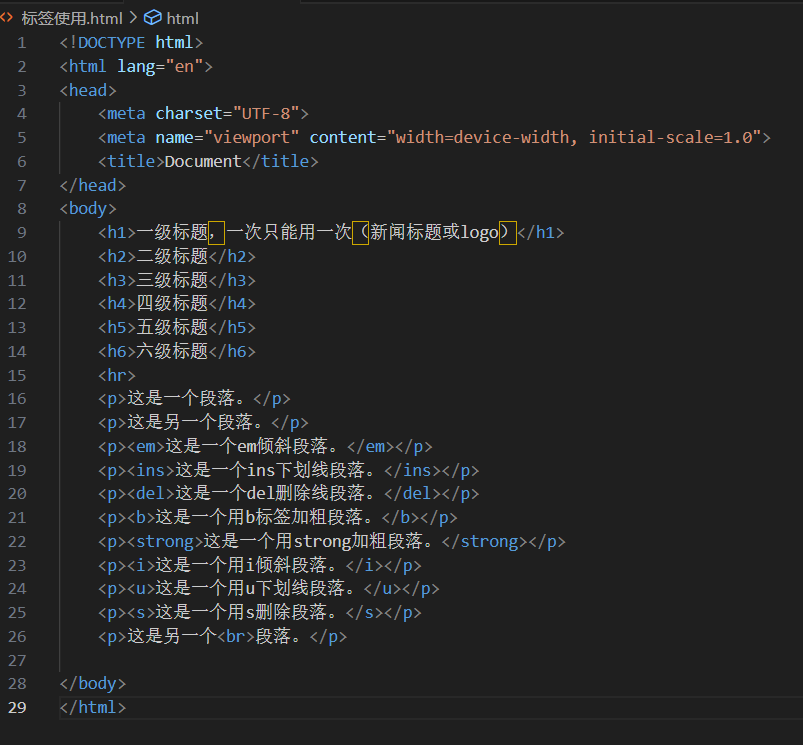 标签使用.html > html
1 <!DOCTYPE html>
2 <html lang="en">
3 <head>
4     <meta charset="UTF-8">
5     <meta name="viewport" content="width=device-width, initial-scale=1.0">
6     <title>Document</title>
7 </head>
8 <body>
9     <h1>一级标题，一次只能用一次（新闻标题或logo）</h1>
10     <h2>二级标题</h2>
11     <h3>三级标题</h3>
12     <h4>四级标题</h4>
13     <h5>五级标题</h5>
14     <h6>六级标题</h6>
15     <hr>
16     <p>这是一个段落。</p>
17     <p>这是另一个段落。</p>
18     <p><em>这是一个em倾斜段落。</em></p>
19     <p><ins>这是一个ins下划线段落。</ins></p>
20     <p><del>这是一个del删除线段落。</del></p>
21     <p><b>这是一个用b标签加粗段落。</b></p>
22     <p><strong>这是一个用strong加粗段落。</strong></p>
23     <p><i>这是一个用i倾斜段落。</i></p>
24     <p><u>这是一个用u下划线段落。</u></p>
25     <p><s>这是一个用s删除段落。</s></p>
26     <p>这是另一个<br>段落。</p>
27
28 </body>
29 </html>